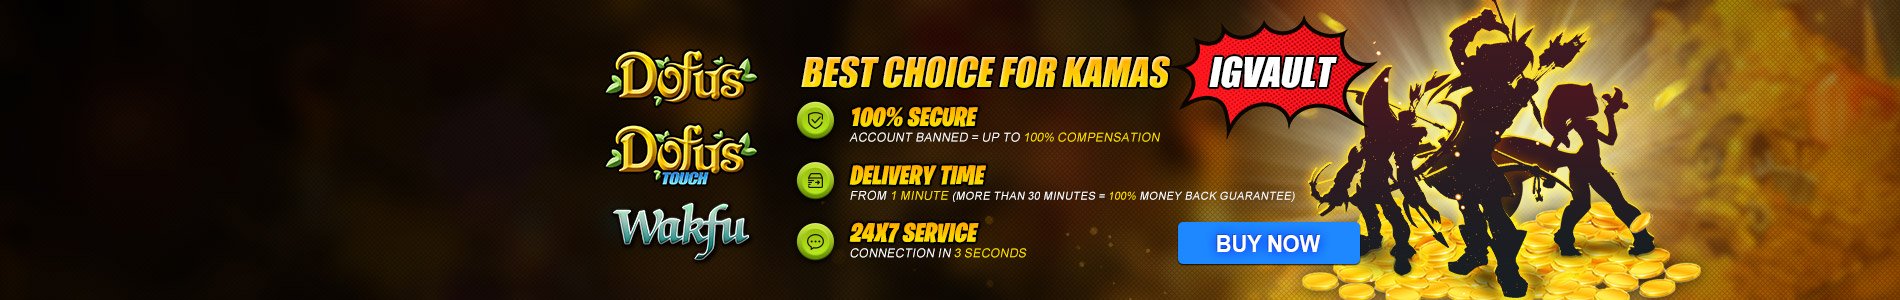 Dofus
Dofus
TOUCH
Wakfu
BEST CHOICE FOR KAMAS
IGVAULT
100% SECURE
ACCOUNT BANNED = UP TO 100% COMPENSATION
DELIVERY TIME
FROM 1 MINUTE (MORE THAN 30 MINUTES = 100% MONEY BACK GUARANTEE)
24X7 SERVICE
CONNECTION IN 3 SECONDS
BUY NOW